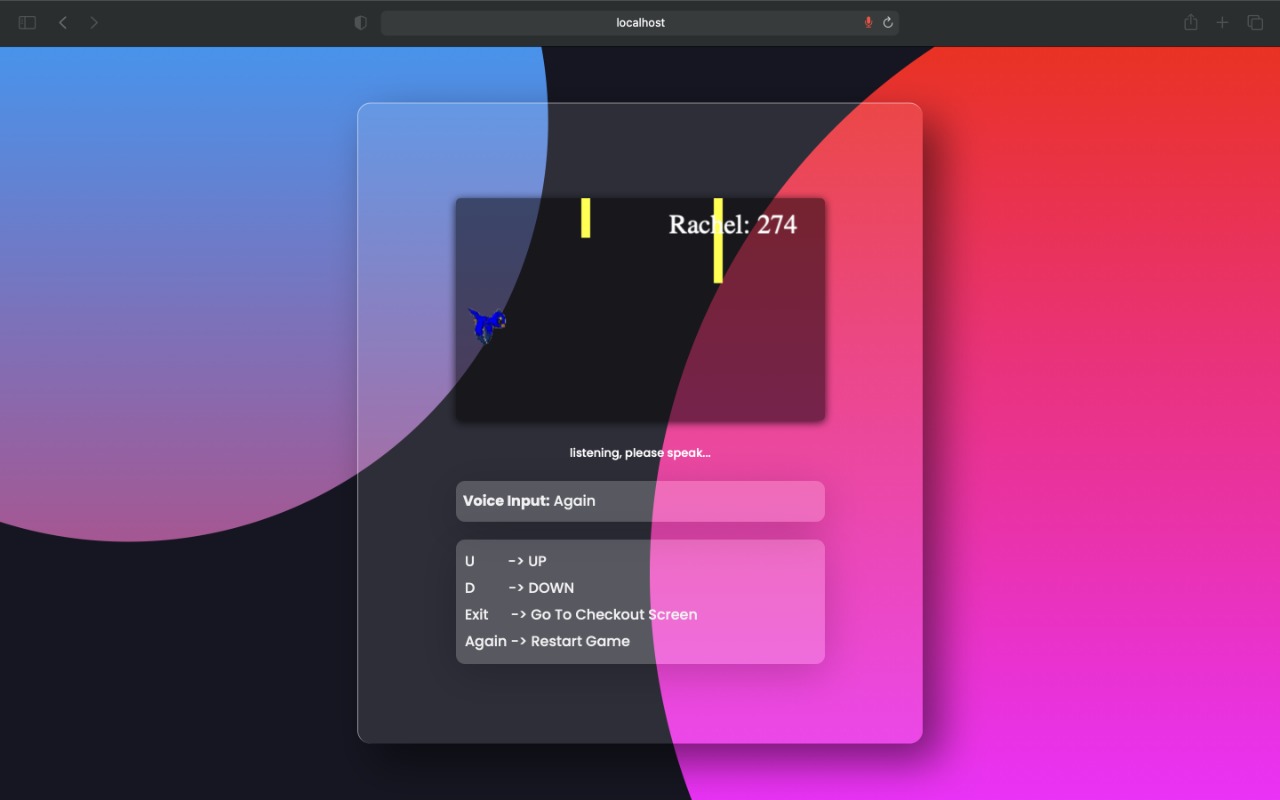 localhost
Rachel: 274
listening, please speak...
Voice Input: Again
U -> UP
D -> DOWN
Exit -> Go To Checkout Screen
Again -> Restart Game